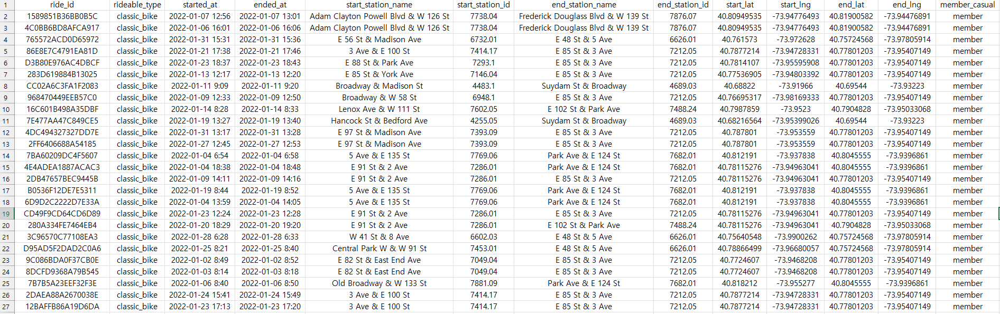 1 ride_id rideable_type started_at ended_at start_station_name start_station_id end_station_name end_station_id start_lat start_lng end_lat end_lng member_casual
2 1589851B36BB0B5C classic_bike 2022-01-07 12:56 2022-01-07 13:01 Adam Clayton Powell Blvd & W 126 St 7738.04 Frederick Douglass Blvd & W 139 St 7876.07 40.80949535 -73.94776493 40.81900582 -73.94476891 member
3 4C0BB6BD8AFCA917 classic_bike 2022-01-06 16:01 2022-01-06 16:06 Adam Clayton Powell Blvd & W 126 St 7738.04 Frederick Douglass Blvd & W 139 St 7876.07 40.80949535 -73.94776493 40.81900582 -73.94476891 member
4 765572ACD0D65972 classic_bike 2022-01-31 15:31 2022-01-31 15:36 E 56 St & Madison Ave 6732.01 E 48 St & 5 Ave 6626.01 40.761573 -73.972628 40.75724568 -73.97805914 member
5 86E8E7C4791EA81D classic_bike 2022-01-21 17:38 2022-01-21 17:46 3 Ave & E 100 St 7414.17 E 85 St & 3 Ave 7212.05 40.7877214 -73.94728331 40.77801203 -73.95407149 member
6 D3B80E976AC4DBCF classic_bike 2022-01-23 18:37 2022-01-23 18:43 E 88 St & Park Ave 7293.1 E 85 St & 3 Ave 7212.05 40.7814107 -73.95595908 40.77801203 -73.95407149 member
7 283D619884B13025 classic_bike 2022-01-13 12:17 2022-01-13 12:20 E 85 St & York Ave 7146.04 E 85 St & 3 Ave 7212.05 40.77536905 -73.94803392 40.77801203 -73.95407149 member
8 CC02A6C3FA1F2083 classic_bike 2022-01-11 9:09 2022-01-11 9:20 Broadway & Madison St 4483.1 Suydam St & Broadway 4689.03 40.68822 -73.91966 40.69544 -73.93223 member
9 968470449EEB57C0 classic_bike 2022-01-09 12:33 2022-01-09 12:50 Broadway & W 58 St 6948.1 E 85 St & 3 Ave 7212.05 40.76695317 -73.98169333 40.77801203 -73.95407149 member
10 16C601B498A35DBF classic_bike 2022-01-14 8:28 2022-01-14 8:33 Lenox Ave & W 111 St 7602.05 E 102 St & Park Ave 7488.24 40.7987859 -73.9523 40.7904828 -73.95033068 member
11 7E477AA47C849CE5 classic_bike 2022-01-19 13:27 2022-01-19 13:40 Hancock St & Bedford Ave 4255.05 Suydam St & Broadway 4689.03 40.68216564 -73.95399026 40.69544 -73.93223 member
12 4DC494327327DD7E classic_bike 2022-01-31 13:17 2022-01-31 13:28 E 97 St & Madison Ave 7393.09 E 85 St & 3 Ave 7212.05 40.787801 -73.953559 40.77801203 -73.95407149 member
13 2FF6406688A54185 classic_bike 2022-01-27 12:45 2022-01-27 12:53 E 97 St & Madison Ave 7393.09 E 85 St & 3 Ave 7212.05 40.787801 -73.953559 40.77801203 -73.95407149 member
14 7BA60209DC4F5607 classic_bike 2022-01-04 6:54 2022-01-04 6:58 5 Ave & E 135 St 7769.06 Park Ave & E 124 St 7682.01 40.812191 -73.937838 40.8045555 -73.9396861 member
15 4E4ADEA1887ACAC3 classic_bike 2022-01-04 18:38 2022-01-04 18:48 E 91 St & 2 Ave 7286.01 Park Ave & E 124 St 7682.01 40.78115276 -73.94963041 40.8045555 -73.9396861 member
16 2DB47657BEC9445B classic_bike 2022-01-09 14:11 2022-01-09 14:16 E 91 St & 2 Ave 7286.01 E 85 St & 3 Ave 7212.05 40.78115276 -73.94963041 40.77801203 -73.95407149 member
17 B0536F12DE7E5311 classic_bike 2022-01-19 8:44 2022-01-19 8:52 5 Ave & E 135 St 7769.06 Park Ave & E 124 St 7682.01 40.812191 -73.937838 40.8045555 -73.9396861 member
18 6D9D2C2222D7E33A classic_bike 2022-01-04 13:59 2022-01-04 14:05 5 Ave & E 135 St 7769.06 Park Ave & E 124 St 7682.01 40.812191 -73.937838 40.8045555 -73.9396861 member
19 CD49F9CD64CD6D89 classic_bike 2022-01-23 12:24 2022-01-23 12:28 E 91 St & 2 Ave 7286.01 E 85 St & 3 Ave 7212.05 40.78115276 -73.94963041 40.77801203 -73.95407149 member
20 280A334FE7464EB4 classic_bike 2022-01-20 18:29 2022-01-20 19:20 E 91 St & 2 Ave 7286.01 E 102 St & Park Ave 7488.24 40.78115276 -73.94963041 40.7904828 -73.95033068 member
21 3C96570C77108EA3 classic_bike 2022-01-28 6:28 2022-01-28 6:33 W 41 St & 8 Ave 6602.03 E 48 St & 5 Ave 6626.01 40.75640548 -73.9900262 40.75724568 -73.97805914 member
22 D95AD5F2DAD2C0A6 classic_bike 2022-01-25 8:21 2022-01-25 8:40 Central Park W & W 91 St 7453.01 E 48 St & 5 Ave 6626.01 40.78866499 -73.96680057 40.75724568 -73.97805914 member
23 9C086BDA0F37CB0E classic_bike 2022-01-02 8:49 2022-01-02 8:52 E 82 St & East End Ave 7049.04 E 85 St & 3 Ave 7212.05 40.7724607 -73.9468208 40.77801203 -73.95407149 member
24 8DCFD9368A79B545 classic_bike 2022-01-03 8:14 2022-01-03 8:18 E 82 St & East End Ave 7049.04 E 85 St & 3 Ave 7212.05 40.7724607 -73.9468208 40.77801203 -73.95407149 member
25 7B7B5A23EEF32F3E classic_bike 2022-01-06 8:40 2022-01-06 8:50 Old Broadway & W 133 St 7881.09 Park Ave & E 124 St 7682.01 40.818212 -73.955277 40.8045555 -73.9396861 member
26 2DAEA88A2670038E classic_bike 2022-01-24 15:41 2022-01-24 15:49 3 Ave & E 100 St 7414.17 E 85 St & 3 Ave 7212.05 40.7877214 -73.94728331 40.77801203 -73.95407149 member
27 12BAFFB86A19D6DA classic_bike 2022-01-23 17:13 2022-01-23 17:20 3 Ave & E 100 St 7414.17 E 85 St & 3 Ave 7212.05 40.7877214 -73.94728331 40.77801203 -73.95407149 member